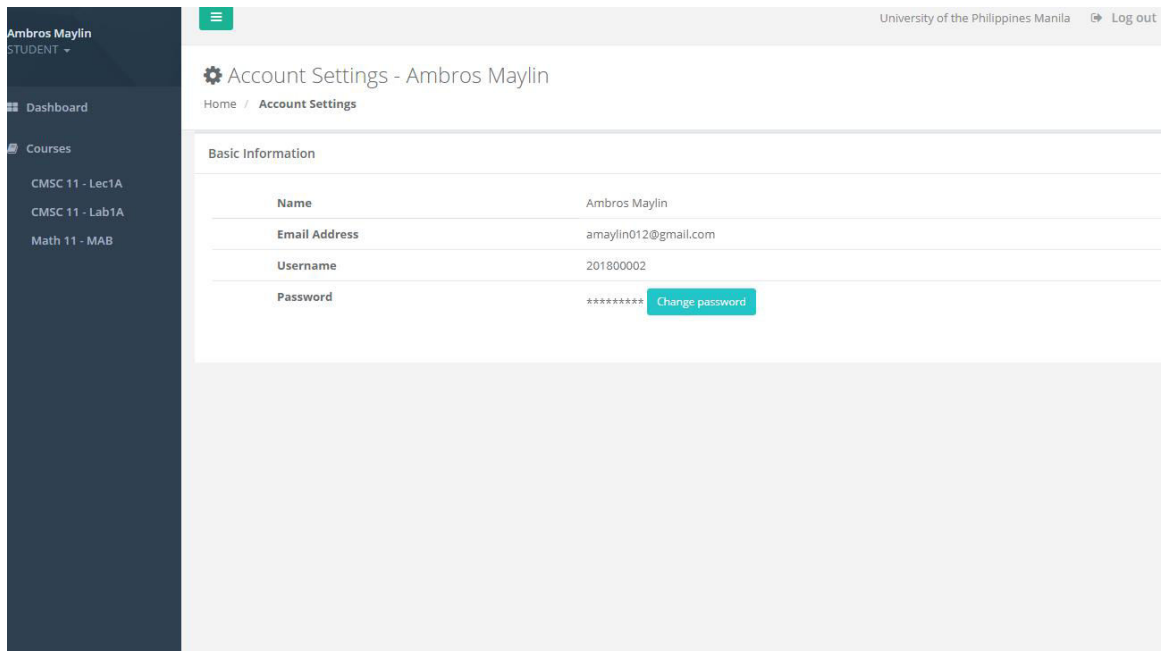 Ambros Maylin
STUDENT
Dashboard
Courses
CMSC 11 - Lec1A
CMSC 11 - Lab1A
Math 11 - MAB
University of the Philippines Manila
Log out
Account Settings - Ambros Maylin
Home / Account Settings
Basic Information
Name Ambros Maylin
Email Address amaylin012@gmail.com
Username 201800002
Password ********* Change password